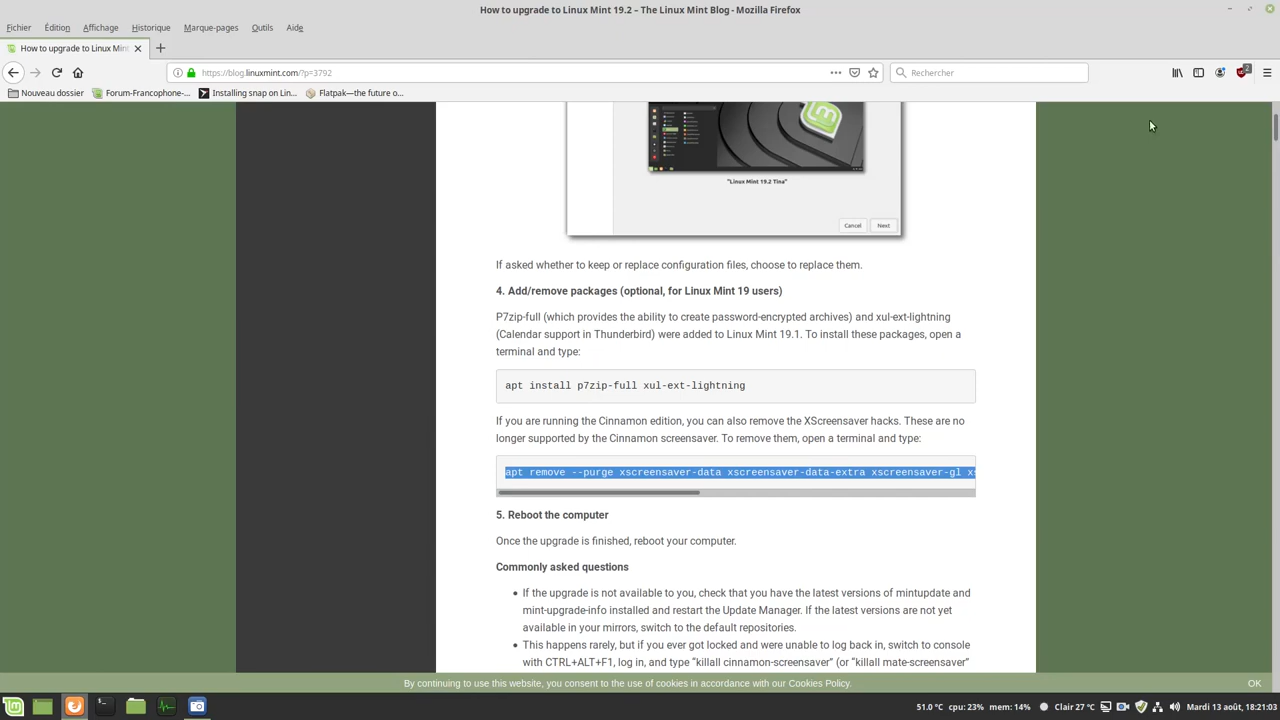 How to upgrade to Linux Mint 19.2 – The Linux Mint Blog - Mozilla Firefox
Fichier Édition Affichage Historique Marque-pages Outils Aide
How to upgrade to Linux Mint
https://blog.linuxmint.com/?p=3792
Rechercher
2
Nouveau dossier Forum-Francophone-... Installing snap on Lin... Flatpak—the future o...
"Linux Mint 19.2 Tina"
Cancel Next
If asked whether to keep or replace configuration files, choose to replace them.
4. Add/remove packages (optional, for Linux Mint 19 users)
P7zip-full (which provides the ability to create password-encrypted archives) and xul-ext-lightning
(Calendar support in Thunderbird) were added to Linux Mint 19.1. To install these packages, open a
terminal and type:
apt install p7zip-full xul-ext-lightning
If you are running the Cinnamon edition, you can also remove the XScreensaver hacks. These are no
longer supported by the Cinnamon screensaver. To remove them, open a terminal and type:
apt remove --purge xscreensaver-data xscreensaver-data-extra xscreensaver-gl xs
5. Reboot the computer
Once the upgrade is finished, reboot your computer.
Commonly asked questions
• If the upgrade is not available to you, check that you have the latest versions of mintupdate and
mint-upgrade-info installed and restart the Update Manager. If the latest versions are not yet
available in your mirrors, switch to the default repositories.
• This happens rarely, but if you ever got locked and were unable to log back in, switch to console
with CTRL+ALT+F1, log in, and type “killall cinnamon-screensaver” (or “killall mate-screensaver”
By continuing to use this website, you consent to the use of cookies in accordance with our Cookies Policy.
OK
51.0 °C cpu: 23% mem: 14% Clair 27 °C Mardi 13 août, 18:21:03